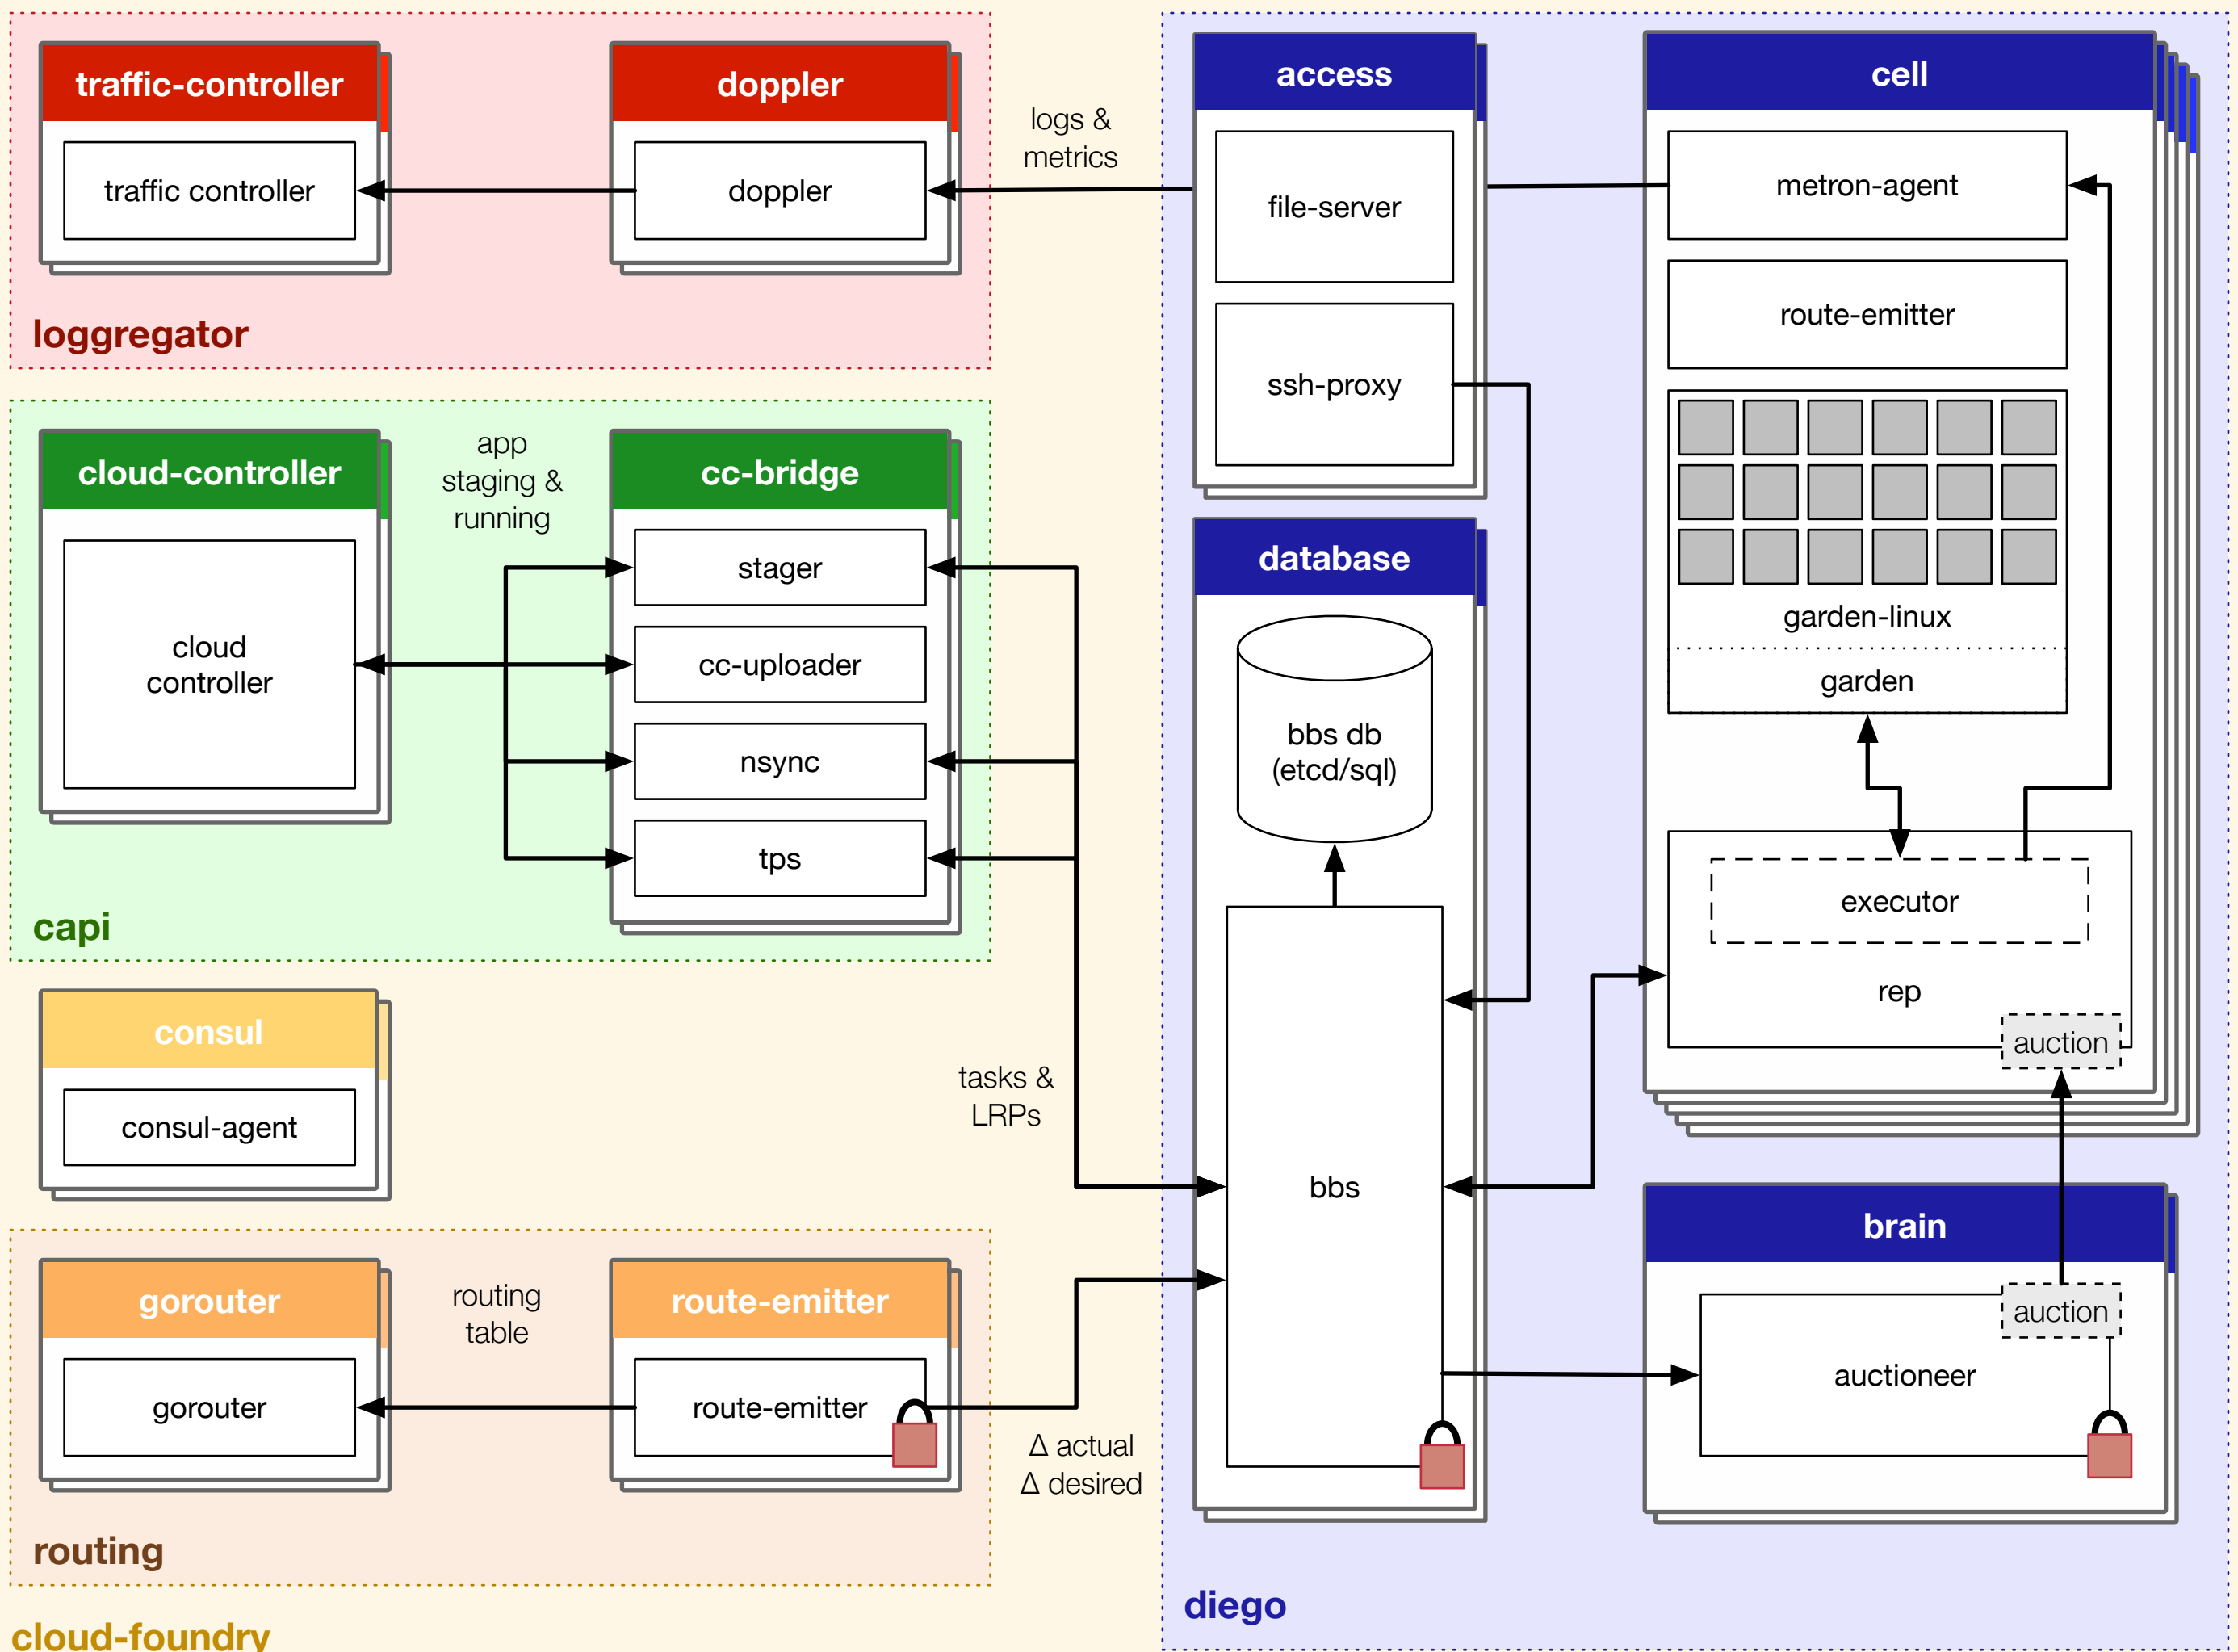 traffic-controller
traffic controller
doppler
doppler
loggregator
logs &
metrics
cloud-controller
cloud
controller
app
staging &
running
cc-bridge
stager
cc-uploader
nsync
tps
capi
consul
consul-agent
tasks &
LRPs
gorouter
gorouter
routing
table
route-emitter
route-emitter
Δ actual
Δ desired
routing
cloud-foundry
access
file-server
ssh-proxy
database
bbs db
(etcd/sql)
bbs
cell
metron-agent
route-emitter
garden-linux
garden
executor
rep
auction
brain
auction
auctioneer
diego